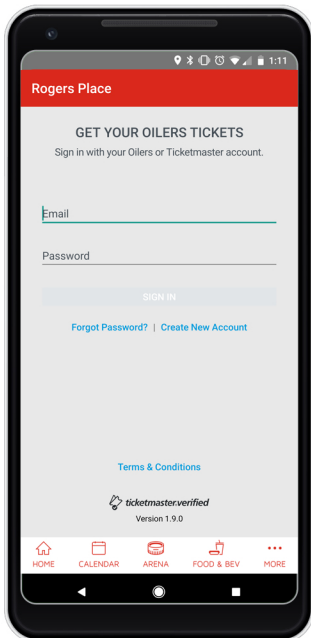 1:11
Rogers Place
GET YOUR OILERS TICKETS
Sign in with your Oilers or Ticketmaster account.
Email
Password
SIGN IN
Forgot Password? | Create New Account
Terms & Conditions
ticketmaster.verified
Version 1.9.0
HOME CALENDAR ARENA FOOD & BEV MORE